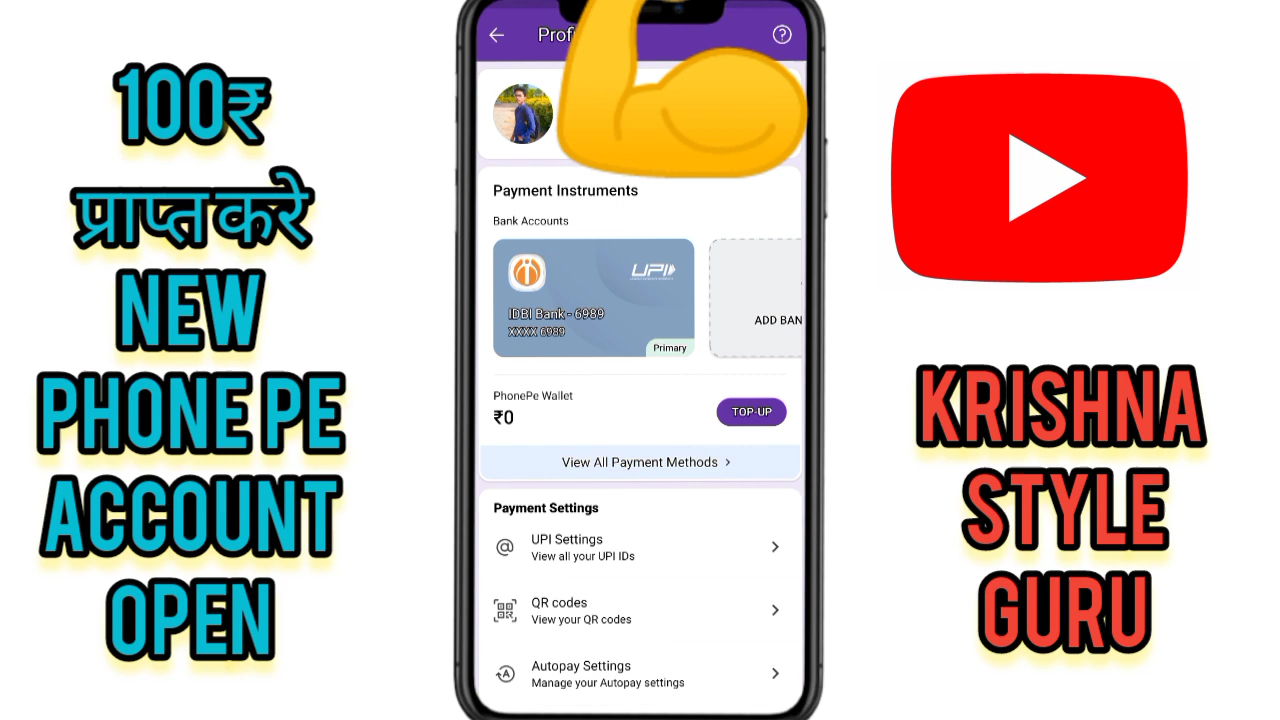 100₹
प्राप्त करे
NEW
PHONE PE
ACCOUNT
OPEN
Payment Instruments
Bank Accounts
UPI
IDBI Bank - 6989
XXXX 6989
Primary
ADD BAN
PhonePe Wallet
₹0
TOP-UP
View All Payment Methods
Payment Settings
UPI Settings
View all your UPI IDs
QR codes
View your QR codes
Autopay Settings
Manage your Autopay settings
KRISHNA
STYLE
GURU